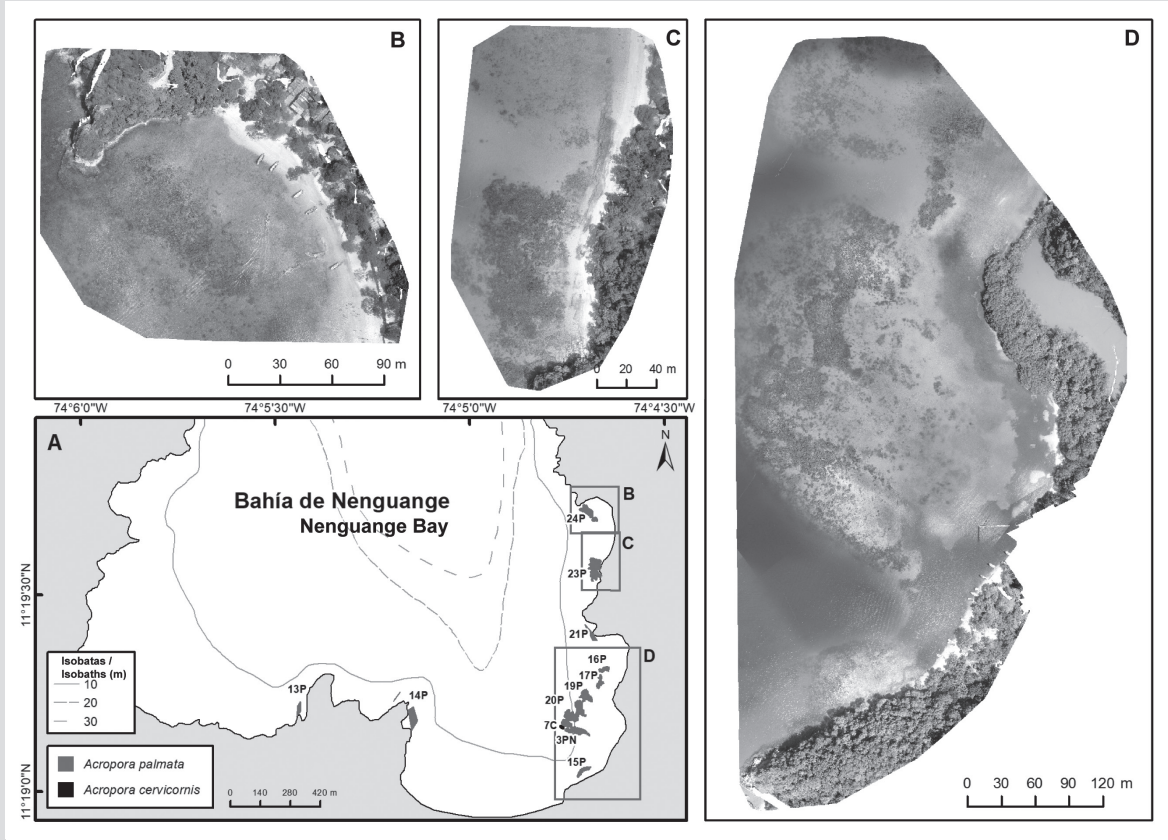 B
0 30 60 90 m
C
0 20 40 m
D
0 30 60 90 120 m
74°6'0"W 74°5'30"W 74°5'0"W 74°4'30"W
A
N
Bahía de Nenguange
Nenguange Bay
B
24P
C
23P
21P
D
16P
17P
19P
20P
7C
3PN
15P
13P
14P
11°19'30"N
11°19'0"N
Isobatas /
Isobaths (m)
10
20
30
Acropora palmata
Acropora cervicornis
0 140 280 420 m